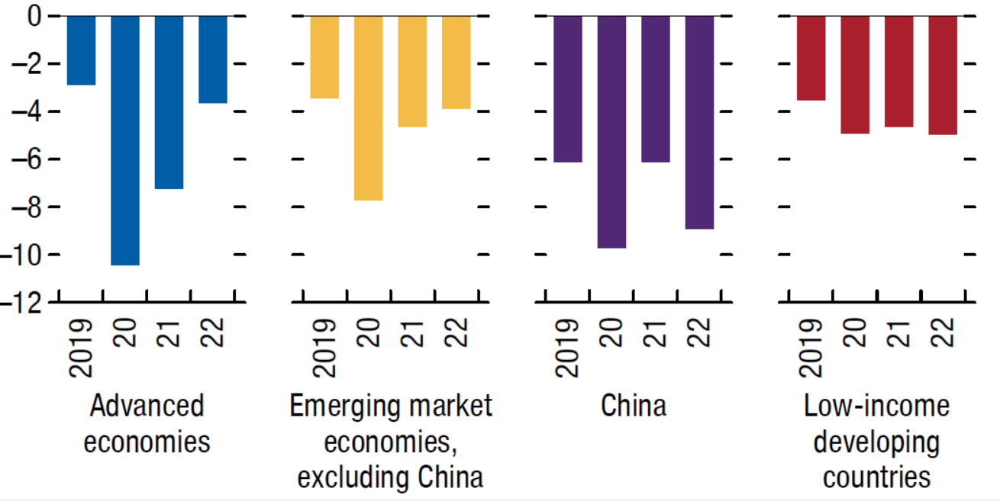 0
–2
–4
–6
–8
–10
–12
2019 20 21 22
2019 20 21 22
2019 20 21 22
2019 20 21 22
Advanced
economies
Emerging market
economies,
excluding China
China
Low-income
developing
countries